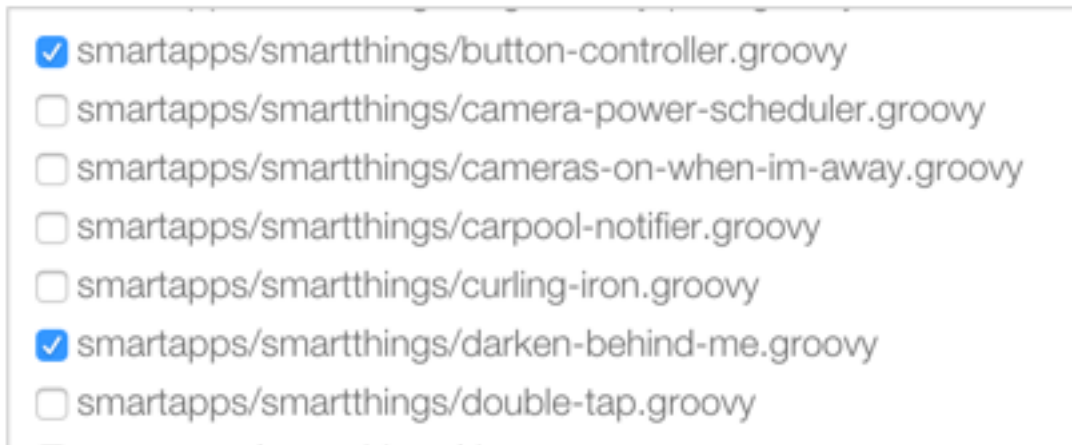 smartapps/smartthings/button-controller.groovy
smartapps/smartthings/camera-power-scheduler.groovy
smartapps/smartthings/cameras-on-when-im-away.groovy
smartapps/smartthings/carpool-notifier.groovy
smartapps/smartthings/curling-iron.groovy
smartapps/smartthings/darken-behind-me.groovy
smartapps/smartthings/double-tap.groovy